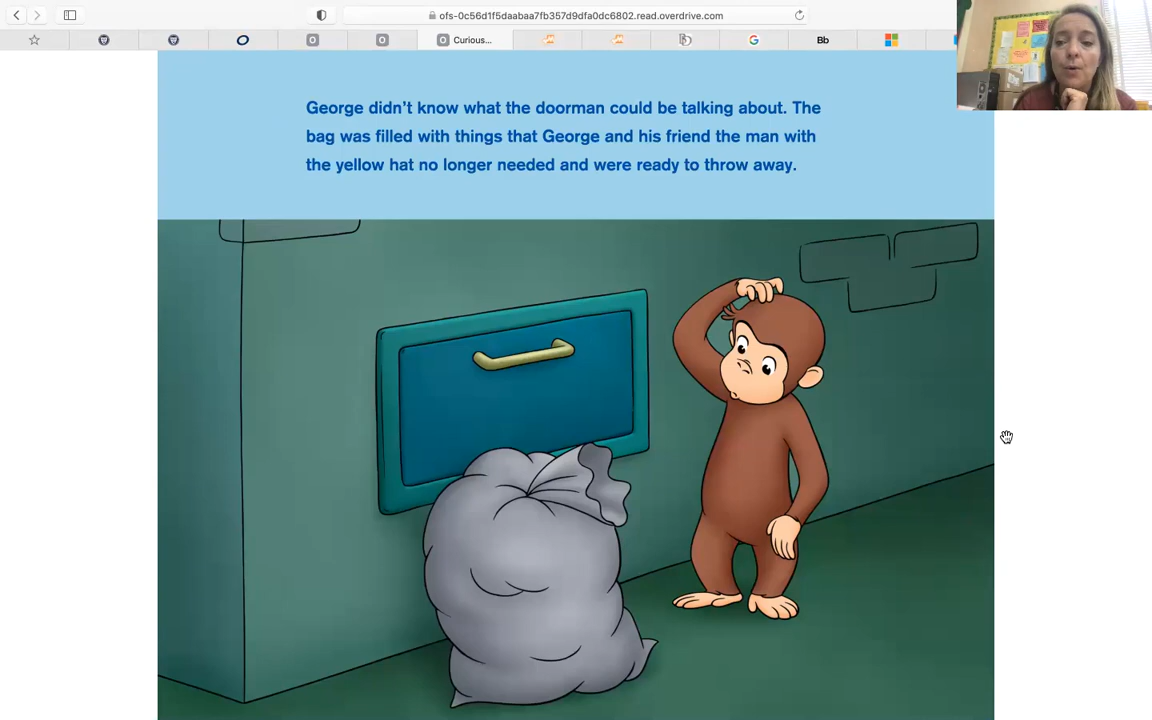 ofs-0c56d1f5daabaa7fb357d9dfa0dc6802.read.overdrive.com
Curious...
Bb
George didn't know what the doorman could be talking about. The
bag was filled with things that George and his friend the man with
the yellow hat no longer needed and were ready to throw away.